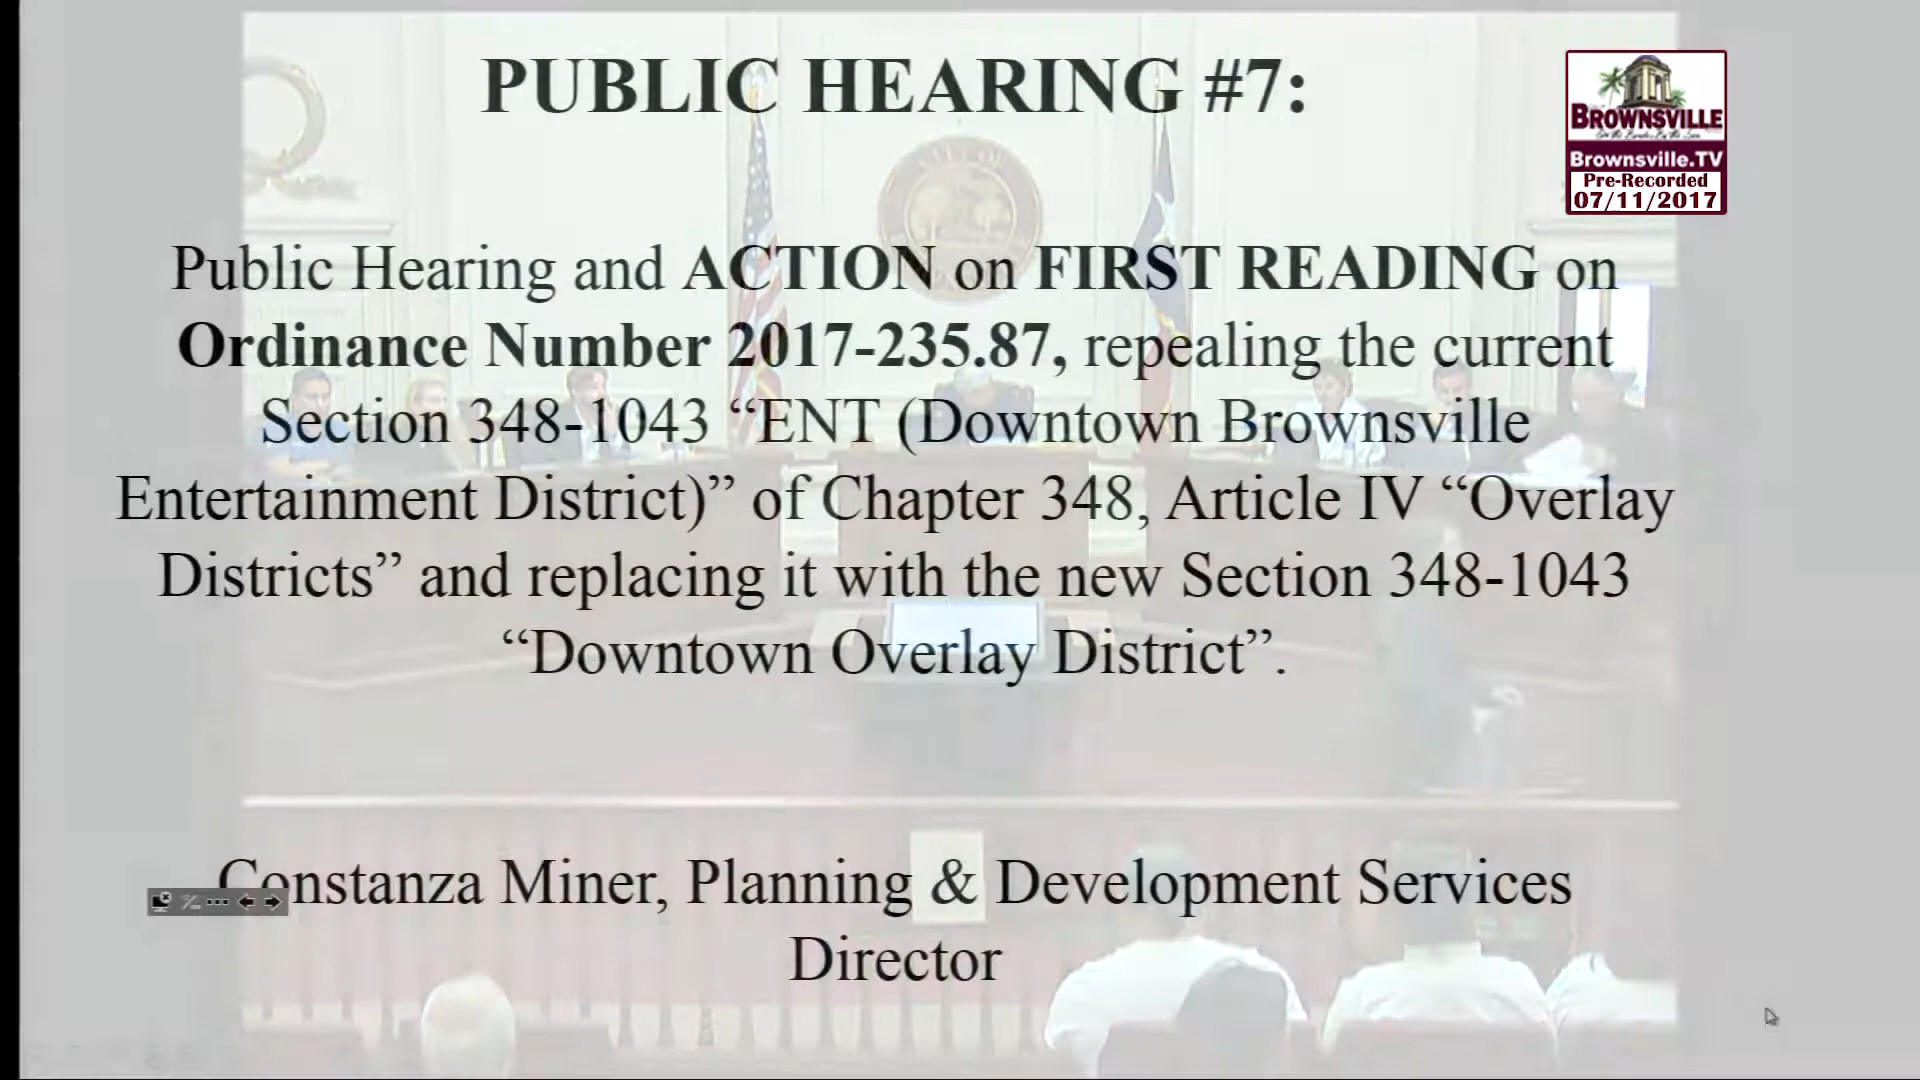 PUBLIC HEARING #7:
BROWNSVILLE
Brownsville.TV
Pre-Recorded
07/11/2017
Public Hearing and ACTION on FIRST READING on
Ordinance Number 2017-235.87, repealing the current
Section 348-1043 “ENT (Downtown Brownsville
Entertainment District)” of Chapter 348, Article IV “Overlay
Districts” and replacing it with the new Section 348-1043
“Downtown Overlay District”.
Constanza Miner, Planning & Development Services
Director